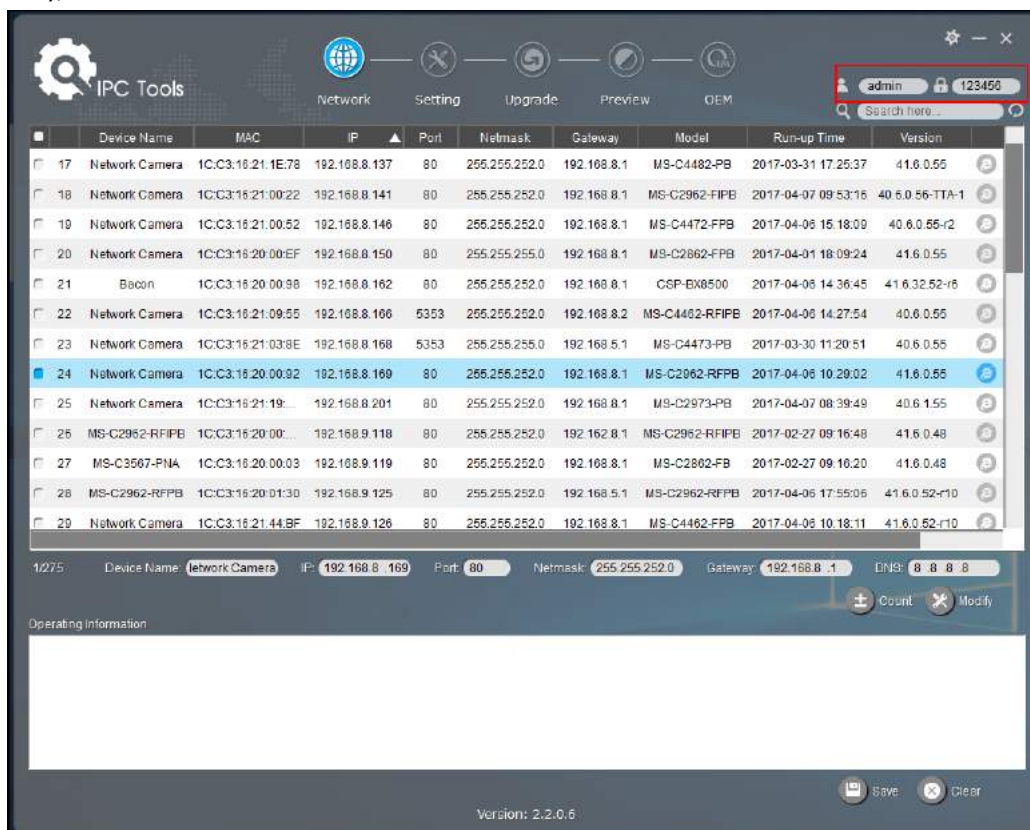 IPC Tools
Network Setting Upgrade Preview OEM
admin 123456
Search here...
Device Name MAC IP Port Netmask Gateway Model Run-up Time Version
17 Network Camera 1C:C3:16:21:1E:78 192.168.8.137 80 255.255.252.0 192.168.8.1 MS-C4482-PB 2017-03-31 17:25:37 41.6.0.55
18 Network Camera 1C:C3:16:21:00:22 192.168.8.141 80 255.255.252.0 192.168.8.1 MS-C2962-FIPB 2017-04-07 09:53:16 40.6.0.56-TTA-1
19 Network Camera 1C:C3:16:21:00:52 192.168.8.146 80 255.255.252.0 192.168.8.1 MS-C4472-FPB 2017-04-06 15:18:09 40.6.0.55-r2
20 Network Camera 1C:C3:16:20:00:EF 192.168.8.150 80 255.255.255.0 192.168.8.1 MS-C2862-FPB 2017-04-01 18:09:24 41.6.0.55
21 Bacon 1C:C3:16:20:00:98 192.168.8.162 80 255.255.252.0 192.168.8.1 CSP-BX8500 2017-04-06 14:36:45 41.6.32.52-r6
22 Network Camera 1C:C3:16:21:09:55 192.168.8.166 5353 255.255.252.0 192.168.8.2 MS-C4462-RFIPB 2017-04-06 14:27:54 40.6.0.55
23 Network Camera 1C:C3:16:21:03:8E 192.168.8.168 5353 255.255.255.0 192.168.5.1 MS-C4473-PB 2017-03-30 11:20:51 40.6.0.55
24 Network Camera 1C:C3:16:20:00:92 192.168.8.169 80 255.255.252.0 192.168.8.1 MS-C2962-RFPB 2017-04-06 10:29:02 41.6.0.55
25 Network Camera 1C:C3:16:21:19:... 192.168.8.201 80 255.255.252.0 192.168.8.1 MS-C2973-PB 2017-04-07 08:39:49 40.6.1.55
26 MS-C2962-RFIPB 1C:C3:16:20:00:... 192.168.9.118 80 255.255.252.0 192.162.8.1 MS-C2962-RFIPB 2017-02-27 09:16:48 41.6.0.48
27 MS-C3567-PNA 1C:C3:16:20:00:03 192.168.9.119 80 255.255.252.0 192.168.8.1 MS-C2862-FB 2017-02-27 09:16:20 41.6.0.48
28 MS-C2962-RFPB 1C:C3:16:20:01:30 192.168.9.125 80 255.255.252.0 192.168.5.1 MS-C2962-RFPB 2017-04-06 17:55:06 41.6.0.52-r10
29 Network Camera 1C:C3:16:21:44:BF 192.168.9.126 80 255.255.252.0 192.168.8.1 MS-C4462-FPB 2017-04-06 10:18:11 41.6.0.52-r10
1/275 Device Name: letwork Camera IP: 192.168.8 .169 Port: 80 Netmask: 255.255.252.0 Gateway: 192.168.8 .1 DNS: 8 .8 .8 .8
Count Modify
Operating Information
Save Clear
Version: 2.2.0.6